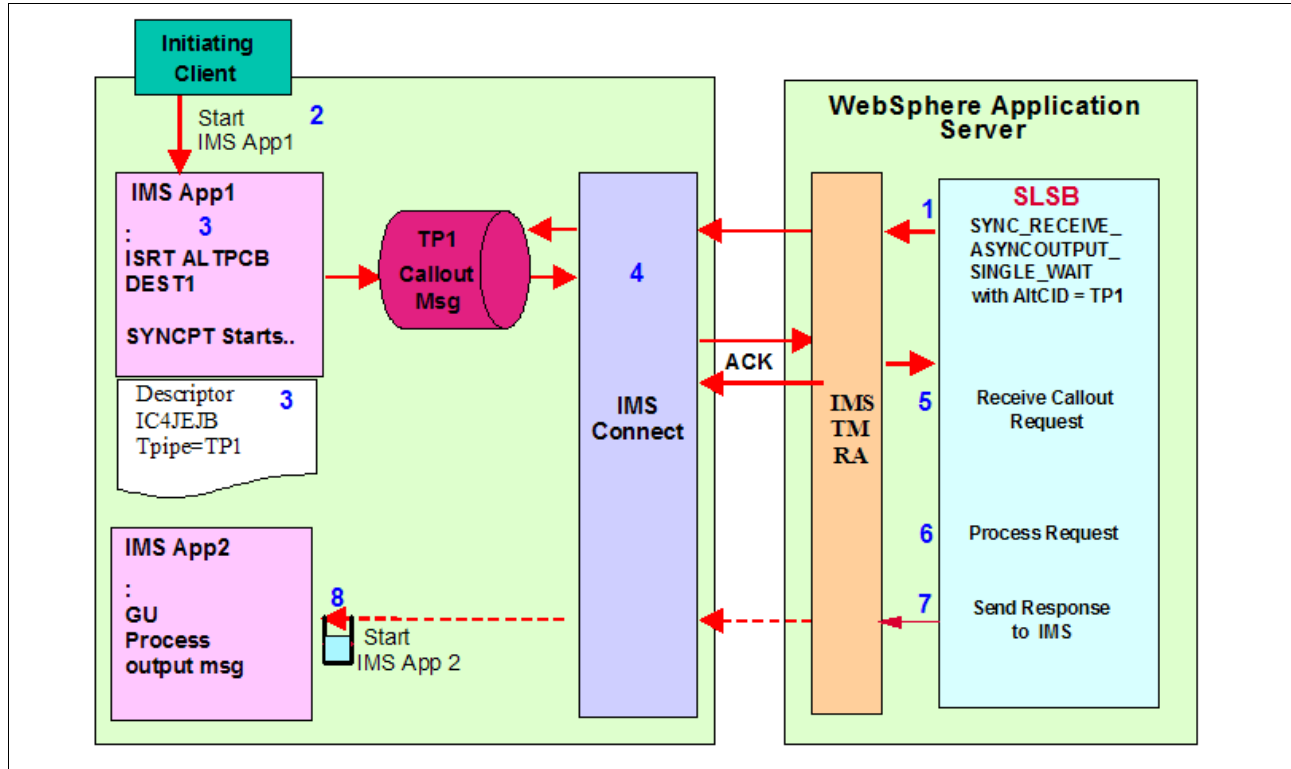 Initiating
Client
Start
IMS App1
2
IMS App1
3
:
ISRT ALTPCB
DEST1
SYNCPT Starts..
Descriptor
3
IC4JEJB
Tpipe=TP1
TP1
Callout
Msg
4
IMS
Connect
ACK
IMS App2
:
GU
Process
output msg
8
Start
IMS App 2
WebSphere Application
Server
IMS
TM
RA
1
SLSB
SYNC_RECEIVE_
ASYNCOUTPUT_
SINGLE_WAIT
with AltCID = TP1
5
Receive Callout
Request
6
Process Request
7
Send Response
to IMS